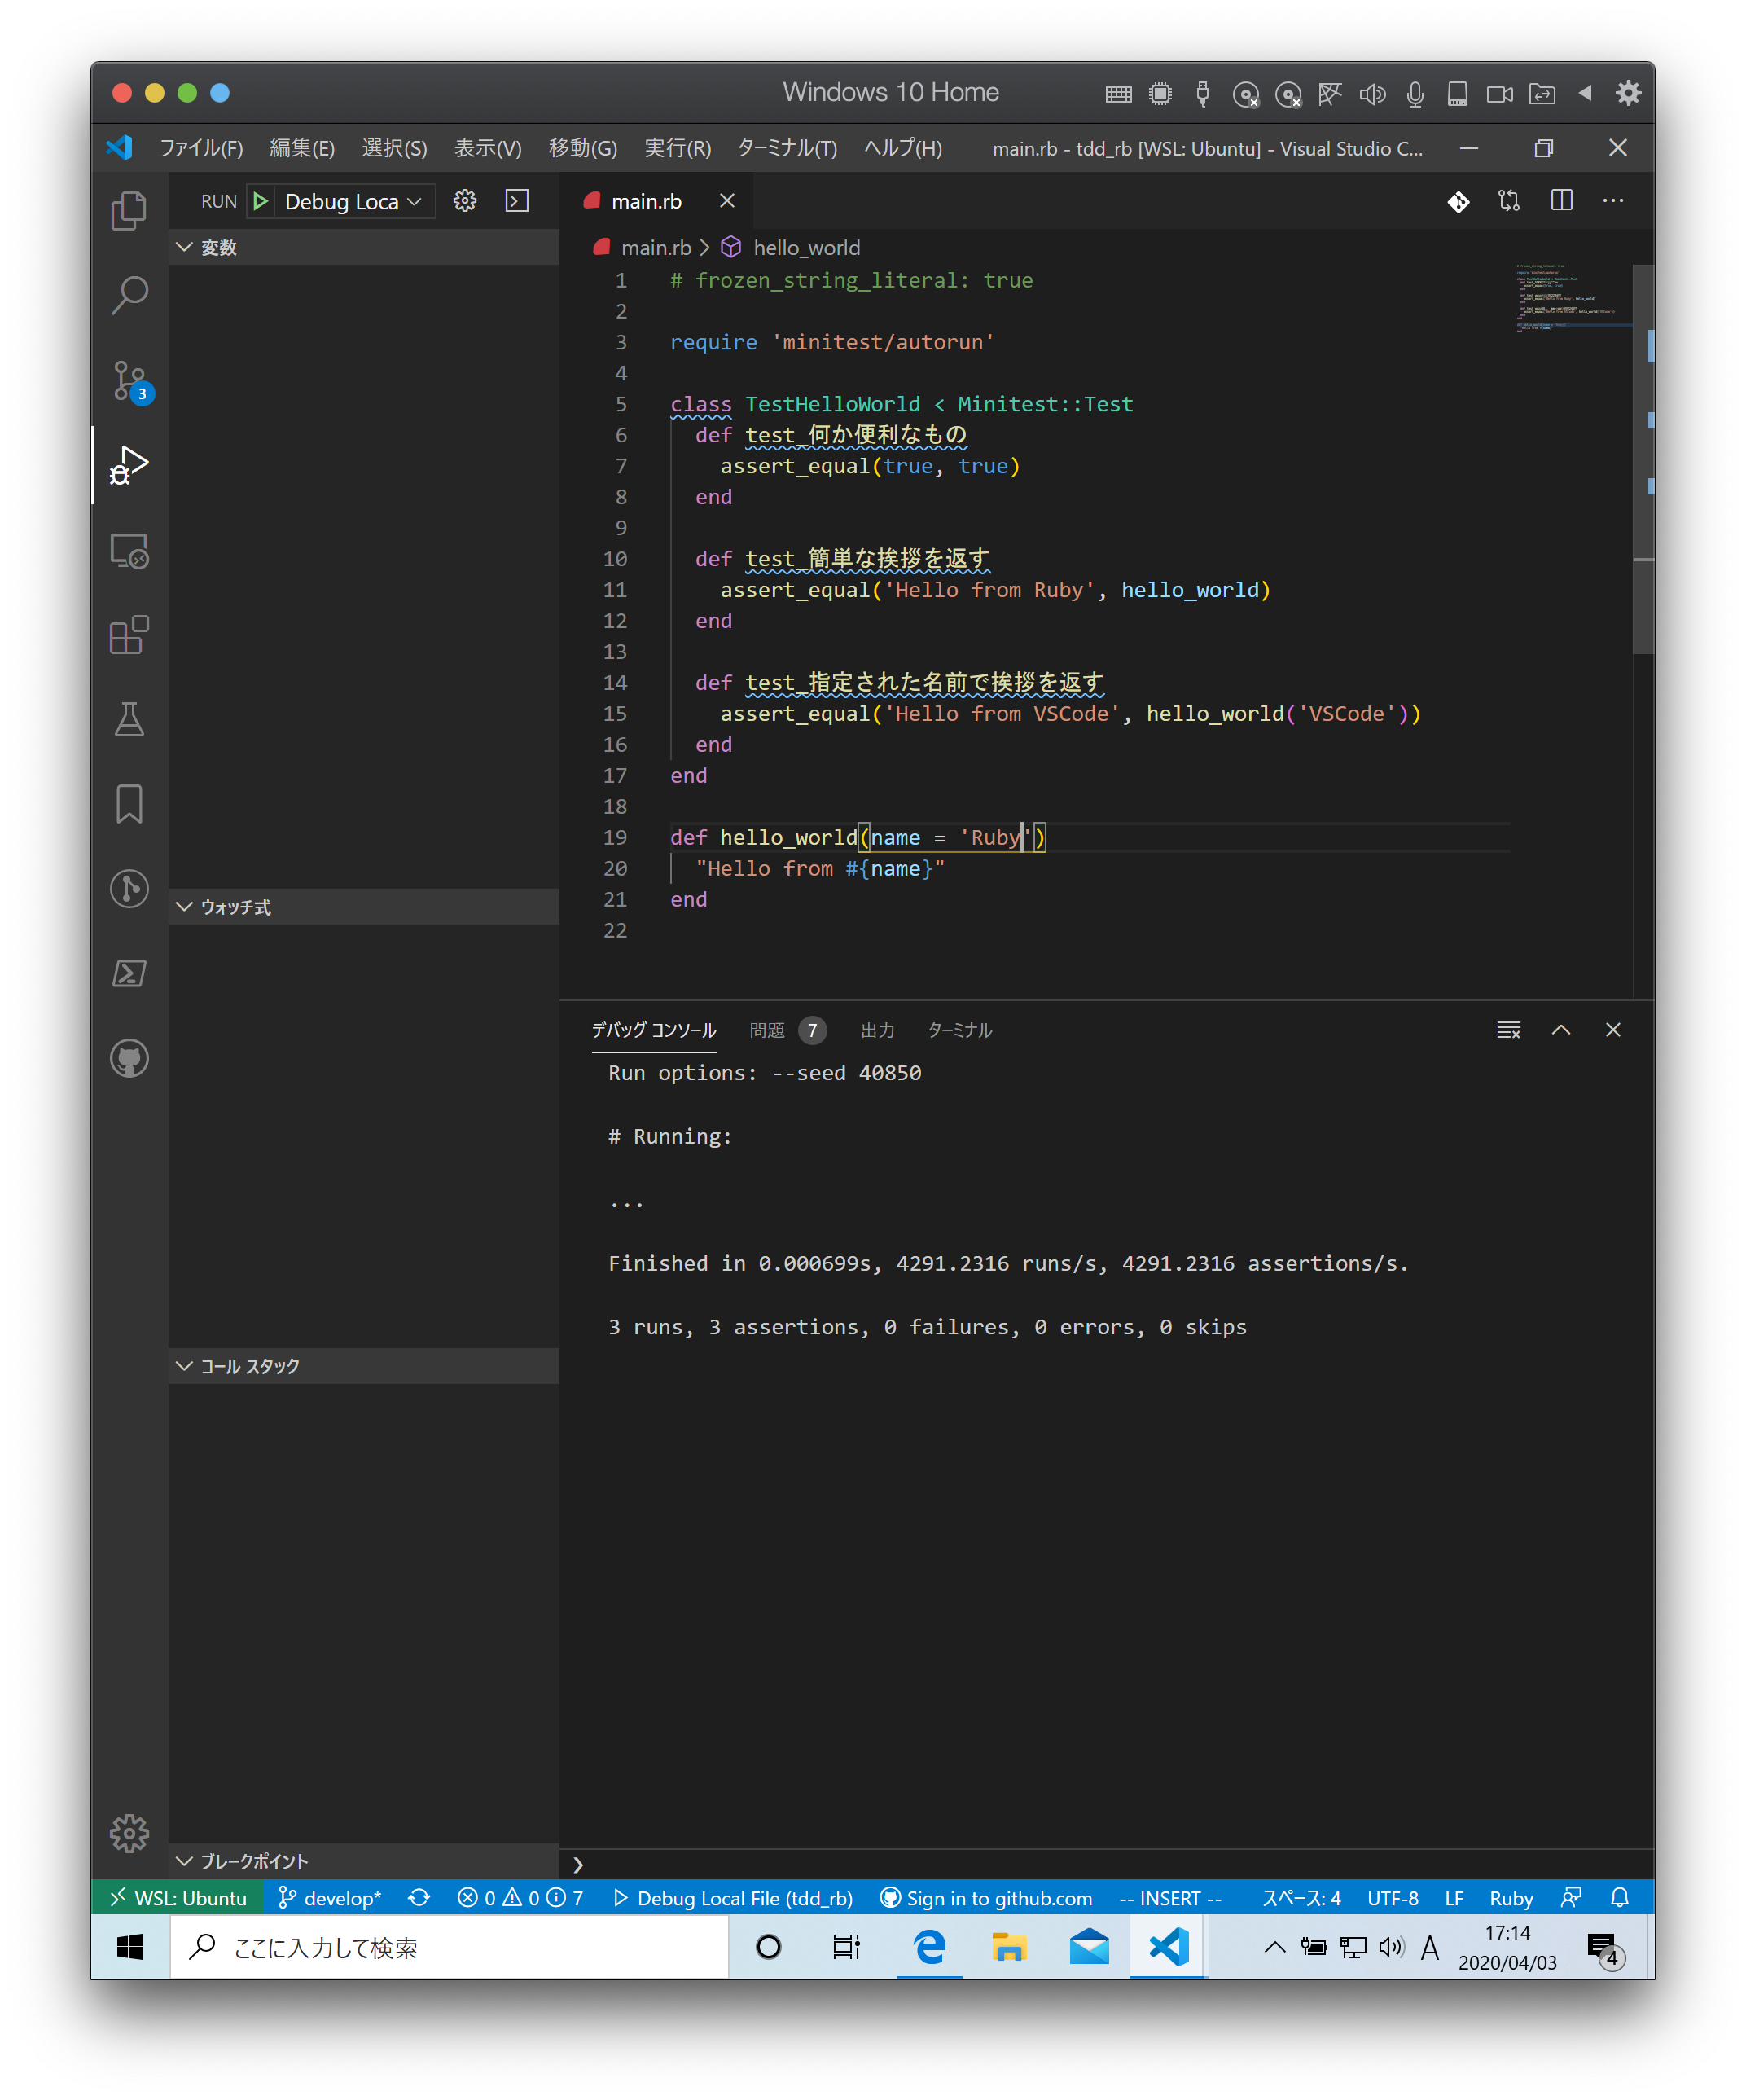 Windows 10 Home
ファイル(F) 編集(E) 選択(S) 表示(V) 移動(G) 実行(R) ターミナル(T) ヘルプ(H) main.rb - tdd_rb [WSL: Ubuntu] - Visual Studio C...
RUN Debug Loca
main.rb
変数
main.rb > hello_world
1 # frozen_string_literal: true
2
3 require 'minitest/autorun'
4
5 class TestHelloWorld < Minitest::Test
6 def test_何か便利なもの
7 assert_equal(true, true)
8 end
9
10 def test_簡単な挨拶を返す
11 assert_equal('Hello from Ruby', hello_world)
12 end
13
14 def test_指定された名前で挨拶を返す
15 assert_equal('Hello from VSCode', hello_world('VSCode'))
16 end
17 end
18
19 def hello_world(name = 'Ruby')
20 "Hello from #{name}"
21 end
22
3
ウォッチ式
コール スタック
ブレークポイント
デバッグ コンソール 問題 7 出力 ターミナル
Run options: --seed 40850
# Running:
...
Finished in 0.000699s, 4291.2316 runs/s, 4291.2316 assertions/s.
3 runs, 3 assertions, 0 failures, 0 errors, 0 skips
WSL: Ubuntu develop* 0 0 7 Debug Local File (tdd_rb) Sign in to github.com -- INSERT -- スペース: 4 UTF-8 LF Ruby
ここに入力して検索
A
17:14
2020/04/03
4